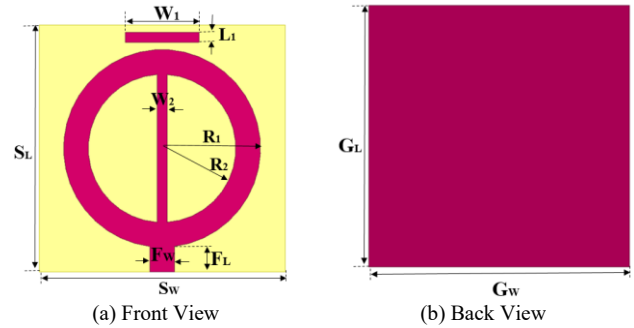 W1
L1
W2
R1
R2
SL
GL
FW
FL
SW
GW
(a) Front View
(b) Back View